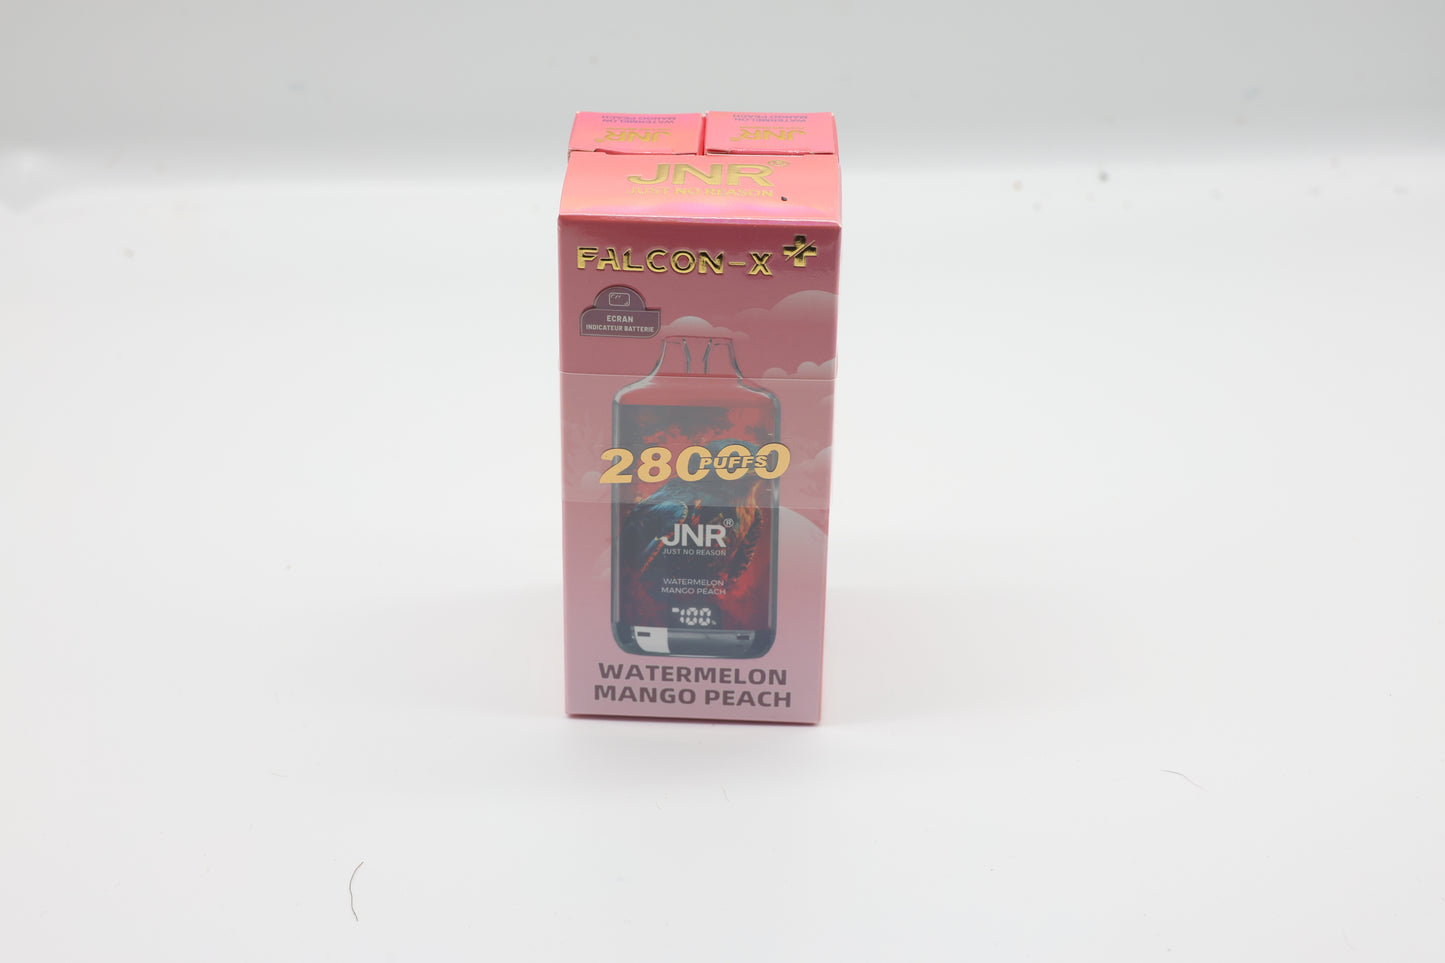 WATERMELON
MANGO PEACH
JNR
WATERMELON
MANGO PEACH
JNR
JNR®
JUST NO REASON
FALCON-X+
ECRAN
INDICATEUR BATTERIE
28000
PUFFS
JNR®
JUST NO REASON
WATERMELON
MANGO PEACH
100
WATERMELON
MANGO PEACH